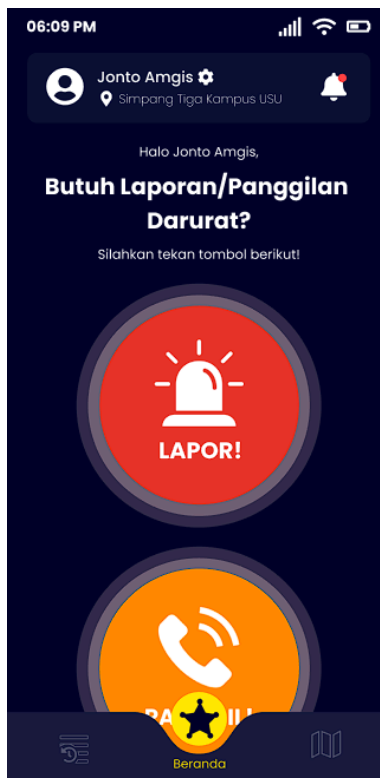 06:09 PM
Jonto Amgis
Simpang Tiga Kampus USU
Halo Jonto Amgis,
Butuh Laporan/Panggilan
Darurat?
Silahkan tekan tombol berikut!
LAPOR!
Beranda